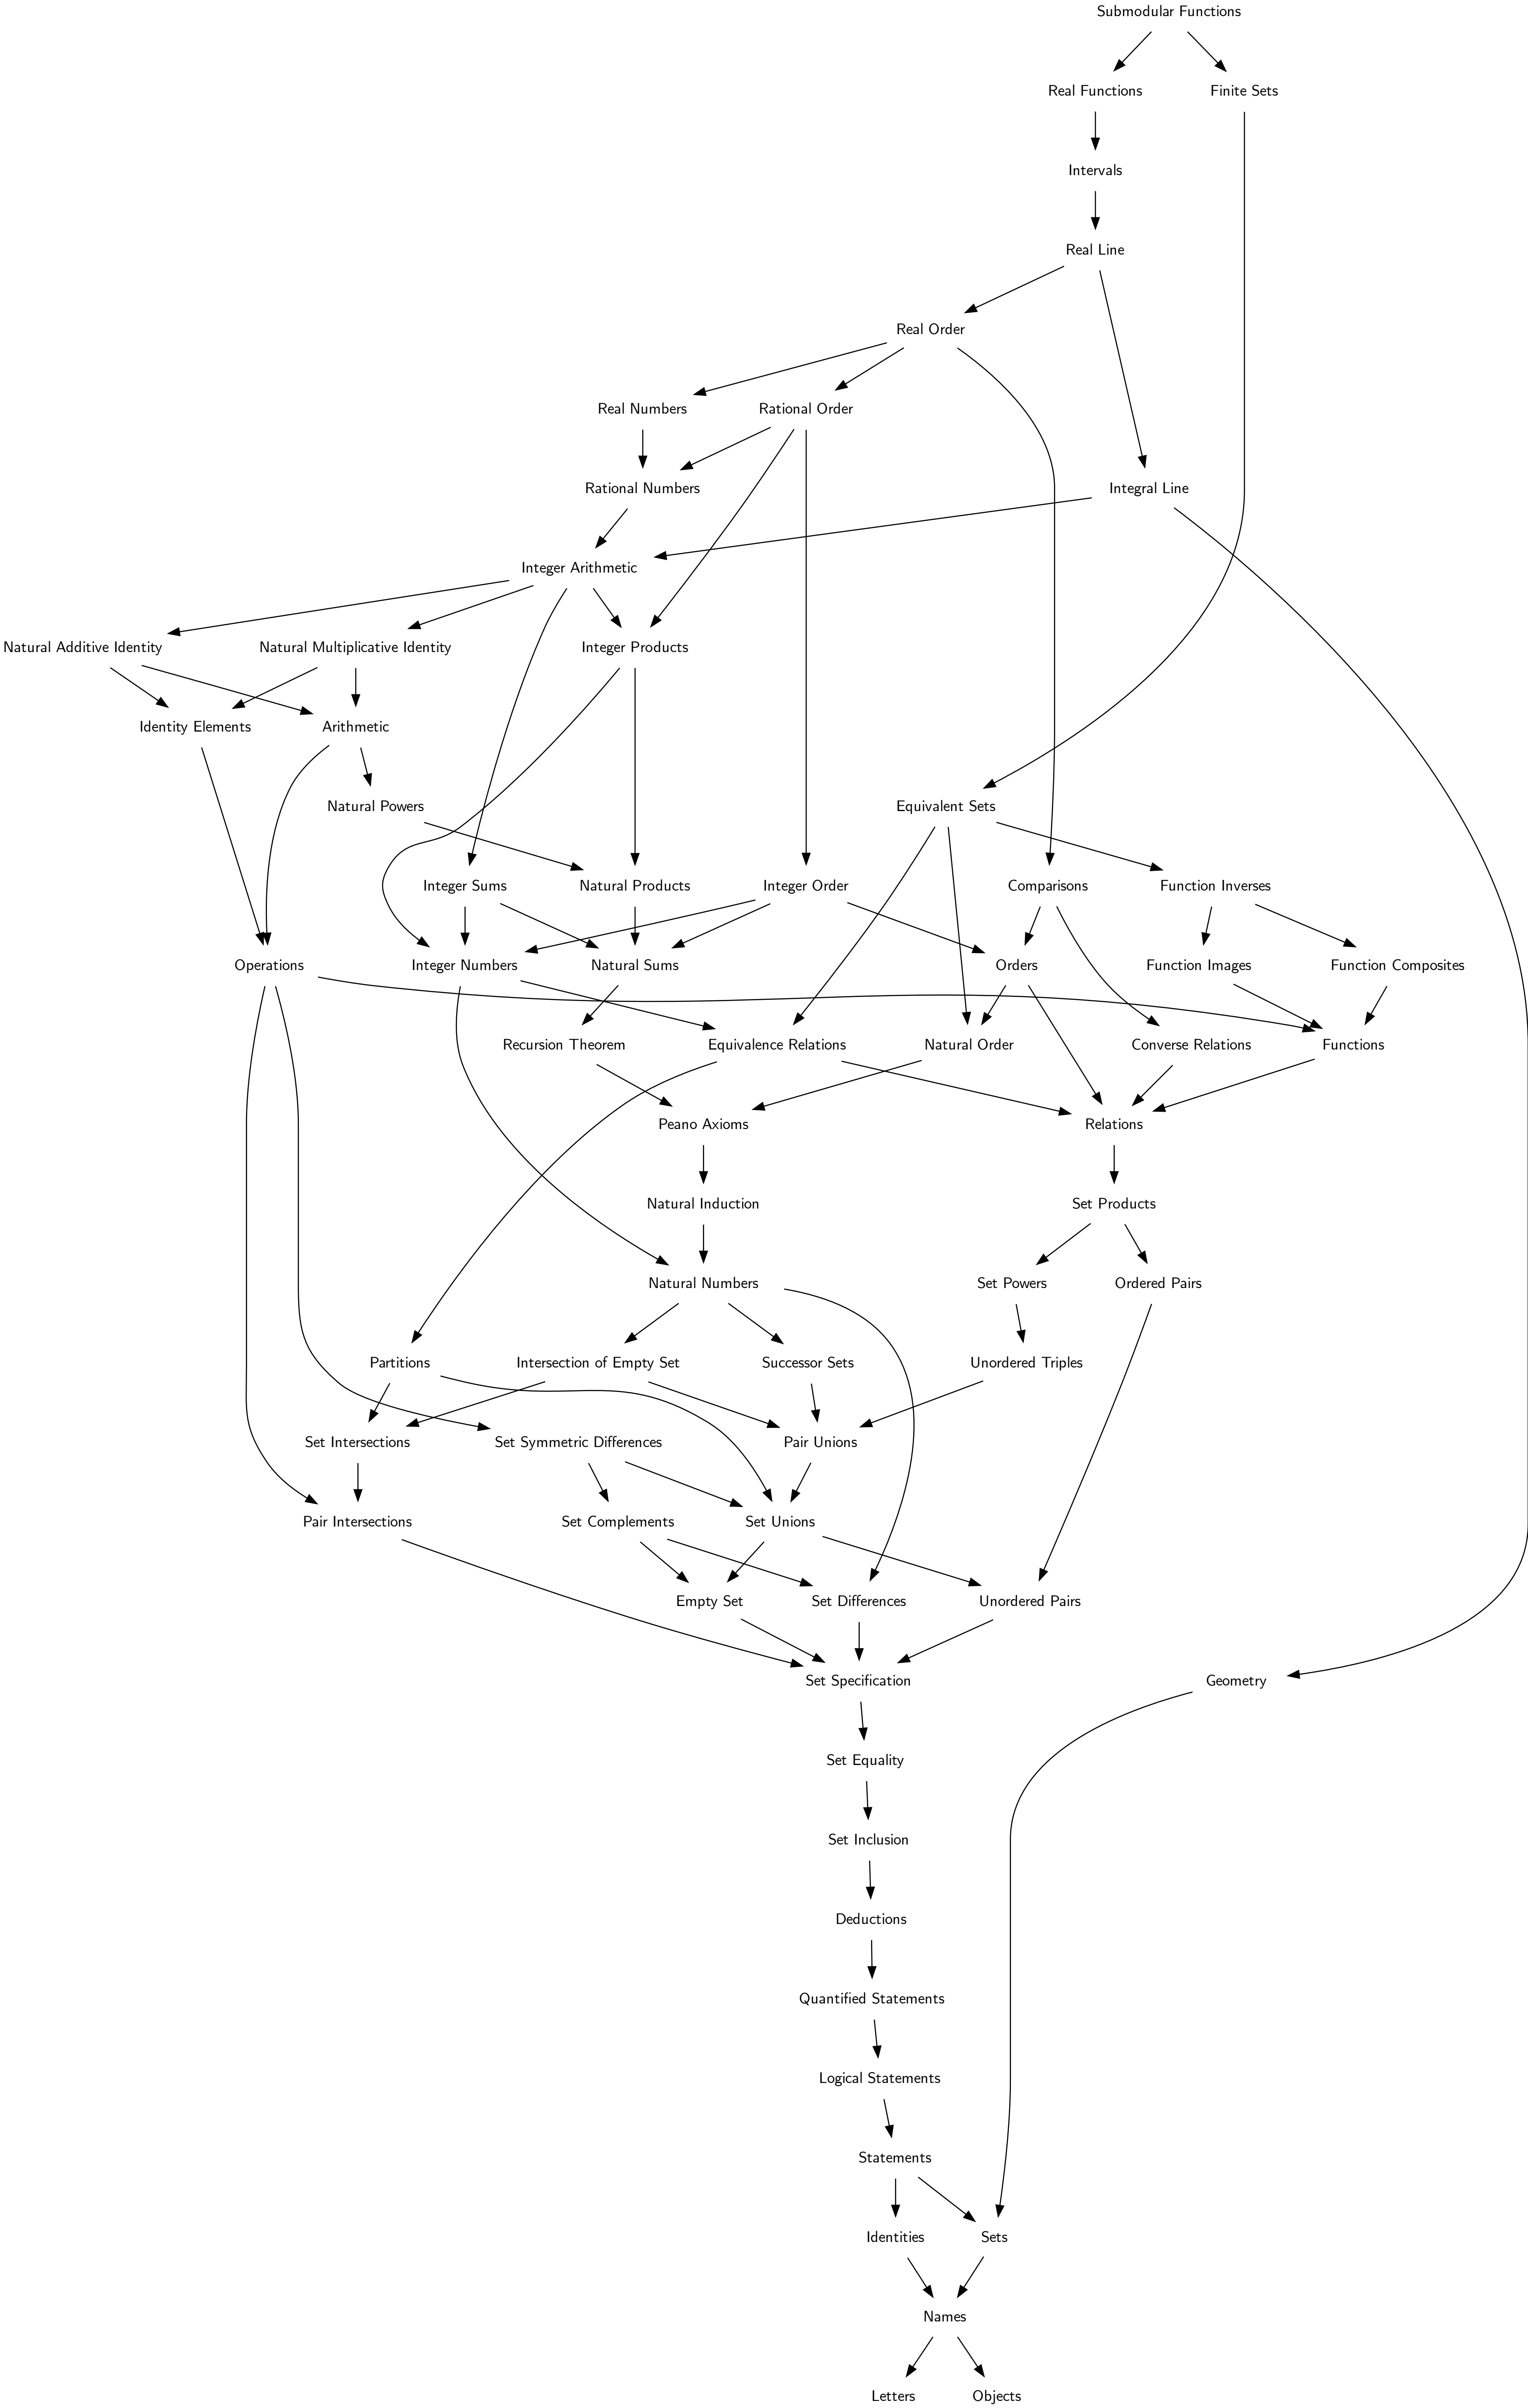 Submodular Functions
Real Functions
Finite Sets
Intervals
Real Line
Real Order
Real Numbers
Rational Order
Rational Numbers
Integral Line
Integer Arithmetic
Natural Additive Identity
Natural Multiplicative Identity
Integer Products
Identity Elements
Arithmetic
Natural Powers
Equivalent Sets
Integer Sums
Natural Products
Integer Order
Comparisons
Function Inverses
Operations
Integer Numbers
Natural Sums
Orders
Function Images
Function Composites
Recursion Theorem
Equivalence Relations
Natural Order
Converse Relations
Functions
Peano Axioms
Relations
Natural Induction
Set Products
Natural Numbers
Set Powers
Ordered Pairs
Partitions
Intersection of Empty Set
Successor Sets
Unordered Triples
Set Intersections
Set Symmetric Differences
Pair Unions
Pair Intersections
Set Complements
Set Unions
Empty Set
Set Differences
Unordered Pairs
Set Specification
Geometry
Set Equality
Set Inclusion
Deductions
Quantified Statements
Logical Statements
Statements
Identities
Sets
Names
Letters
Objects